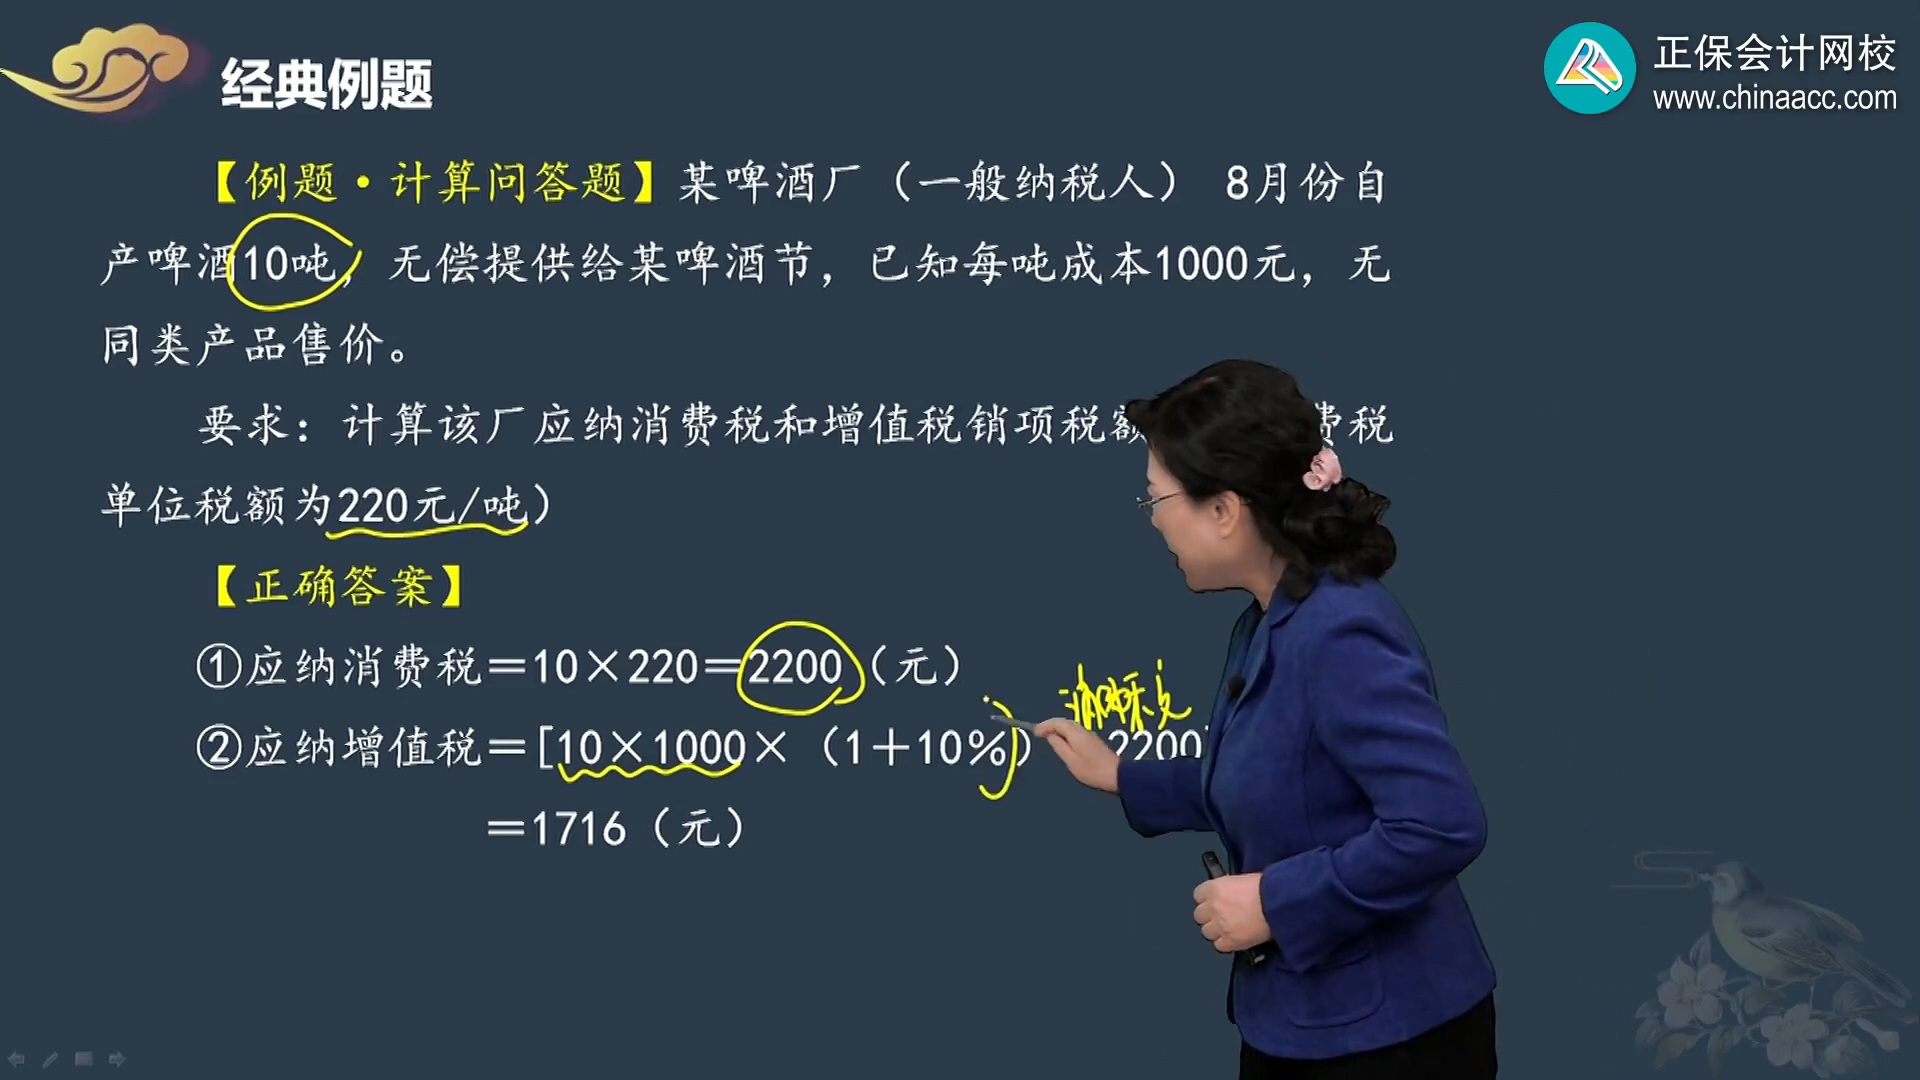 经典例题
正保会计网校
www.chinaacc.com
【例题·计算问答题】某啤酒厂（一般纳税人） 8月份自
产啤酒10吨，无偿提供给某啤酒节，已知每吨成本1000元，无
同类产品售价。
要求：计算该厂应纳消费税和增值税销项税额 费税
单位税额为220元/吨）
【正确答案】
①应纳消费税＝10×220＝2200（元）
②应纳增值税＝[10×1000×（1＋10%） 2200]
＝1716（元）